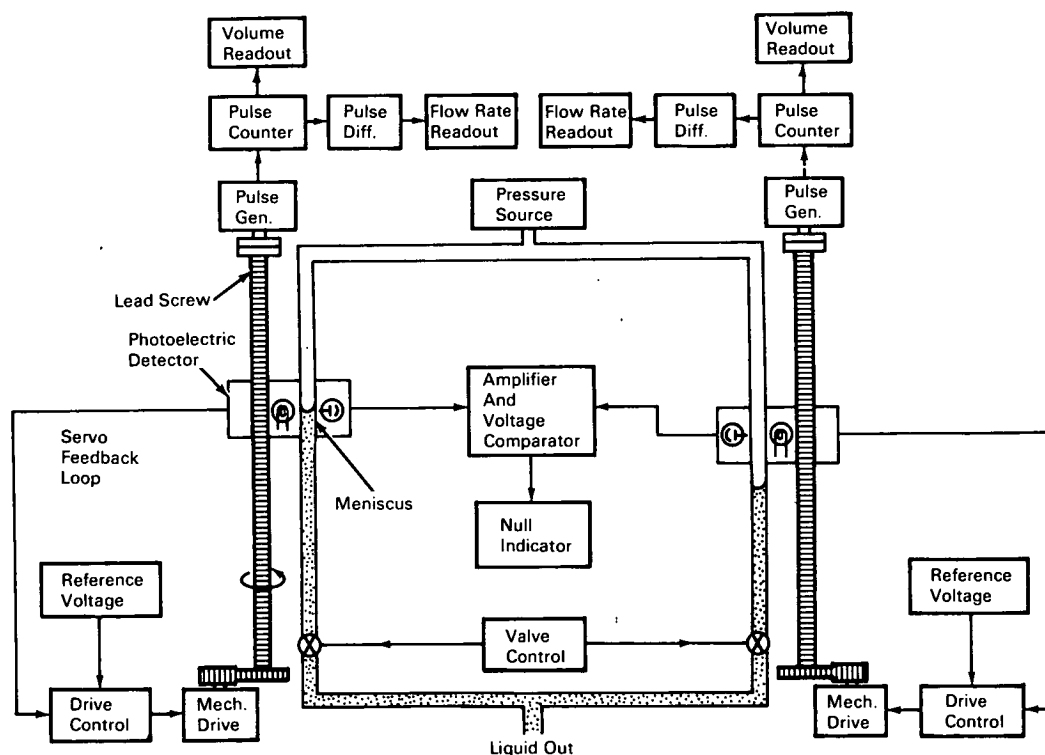 Volume
Readout
Volume
Readout
Pulse
Counter
Pulse
Diff.
Flow Rate
Readout
Flow Rate
Readout
Pulse
Diff.
Pulse
Counter
Pulse
Gen.
Pressure
Source
Pulse
Gen.
Lead Screw
Photoelectric
Detector
Amplifier
And
Voltage
Comparator
Servo
Feedback
Loop
Meniscus
Null
Indicator
Reference
Voltage
Reference
Voltage
Valve
Control
Drive
Control
Mech.
Drive
Mech.
Drive
Drive
Control
Liquid Out